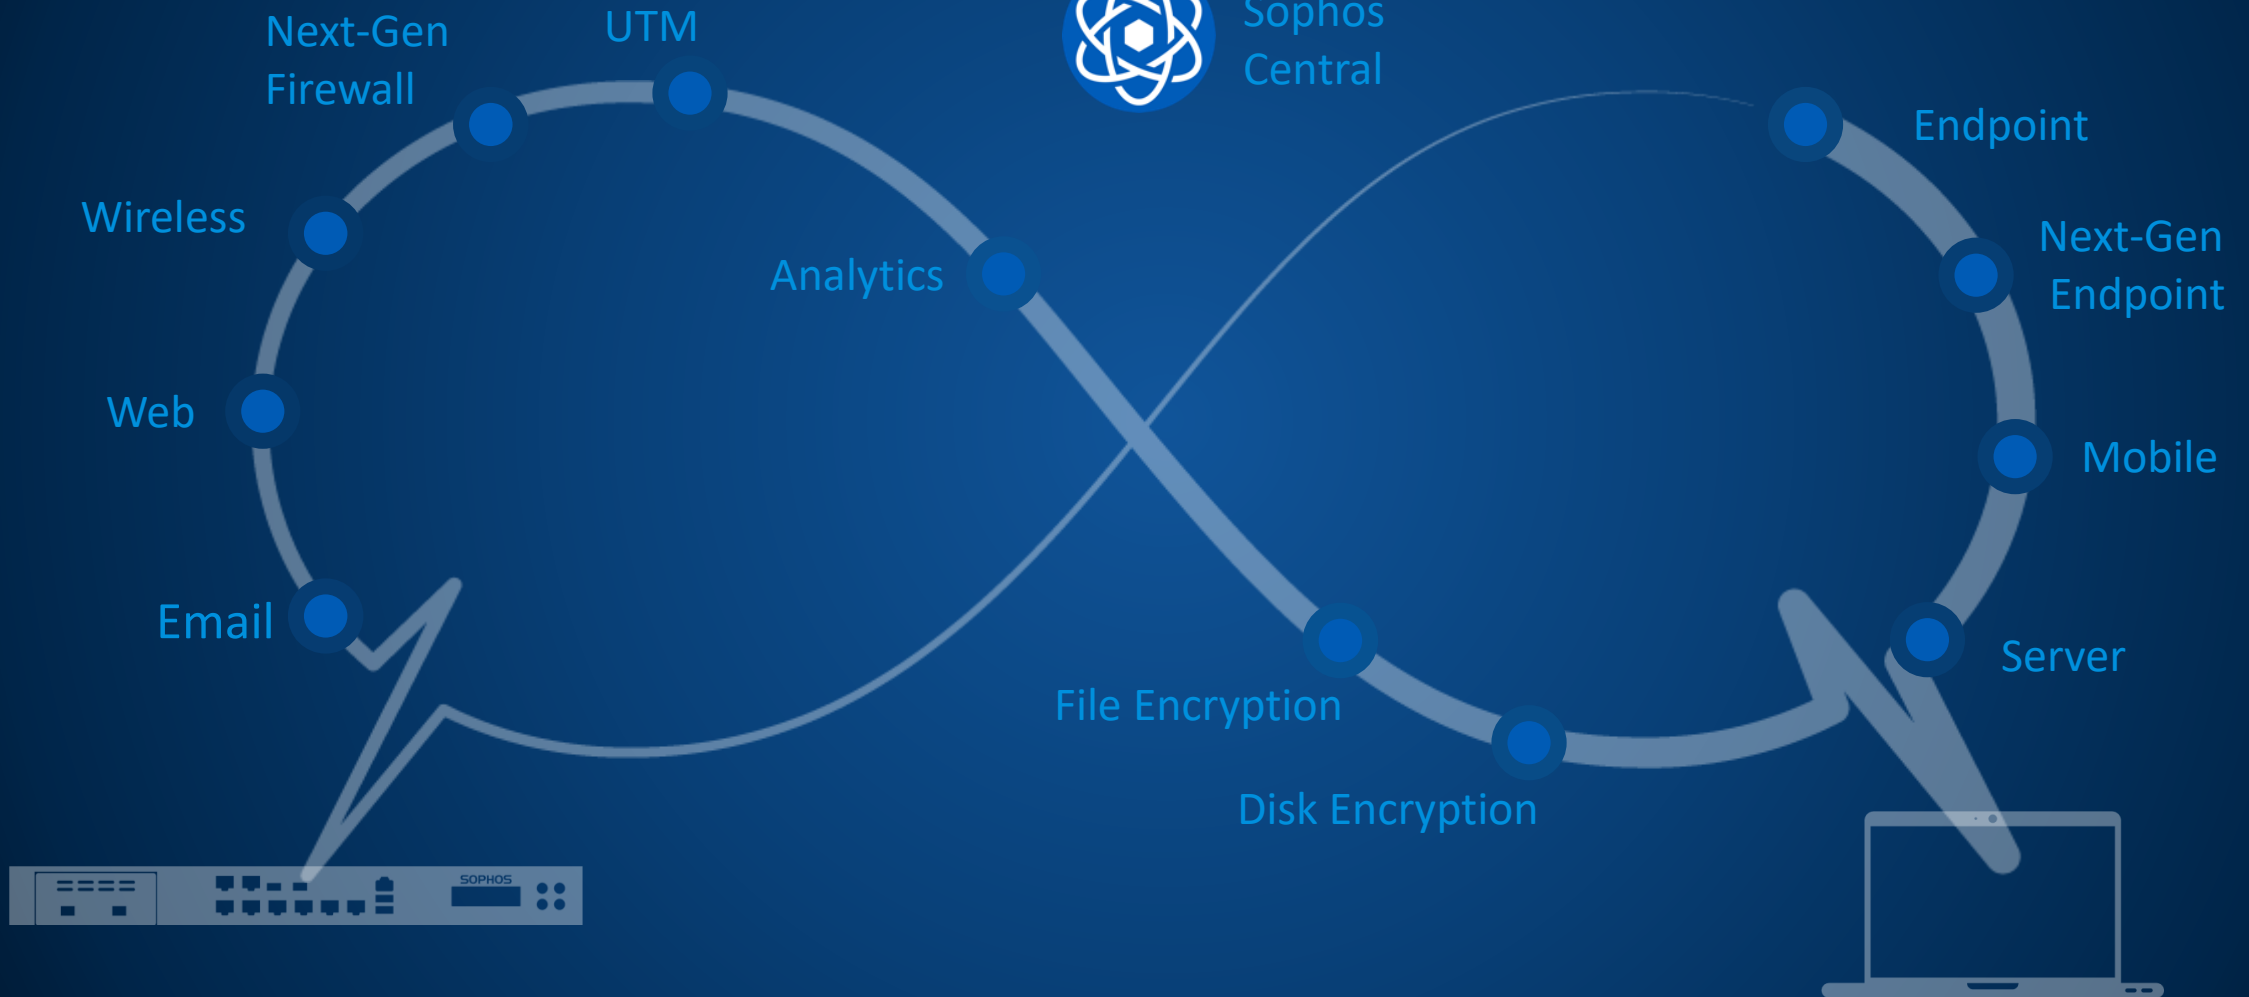 Next-Gen
Firewall
UTM
Sophos
Central
Endpoint
Wireless
Next-Gen
Endpoint
Analytics
Web
Mobile
Email
Server
File Encryption
Disk Encryption
SOPHOS